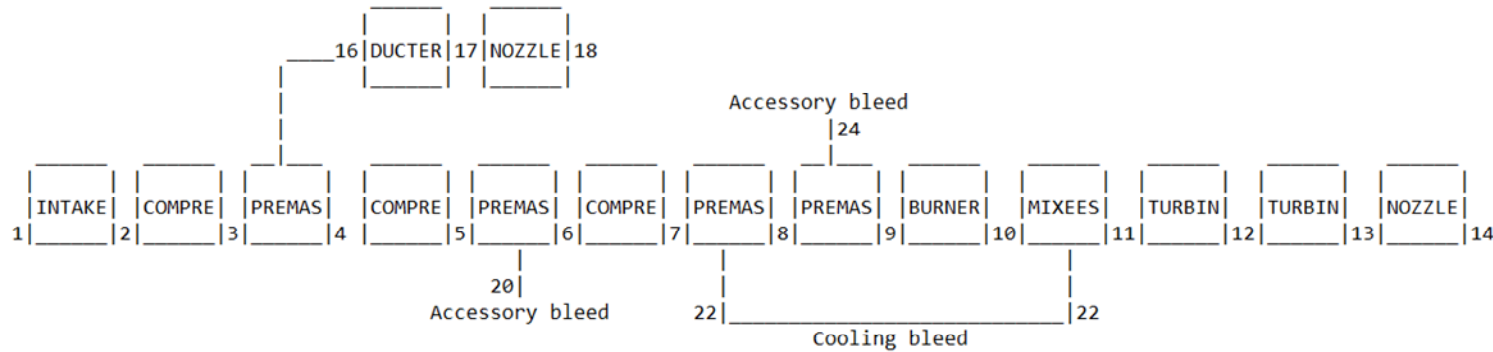 16 DUCTER 17 NOZZLE 18
Accessory bleed
24
INTAKE COMPRE PREMAS COMPRE PREMAS COMPRE PREMAS PREMAS BURNER MIXEES TURBIN TURBIN NOZZLE
1 2 3 4 5 6 7 8 9 10 11 12 13 14
20
Accessory bleed 22 22
Cooling bleed